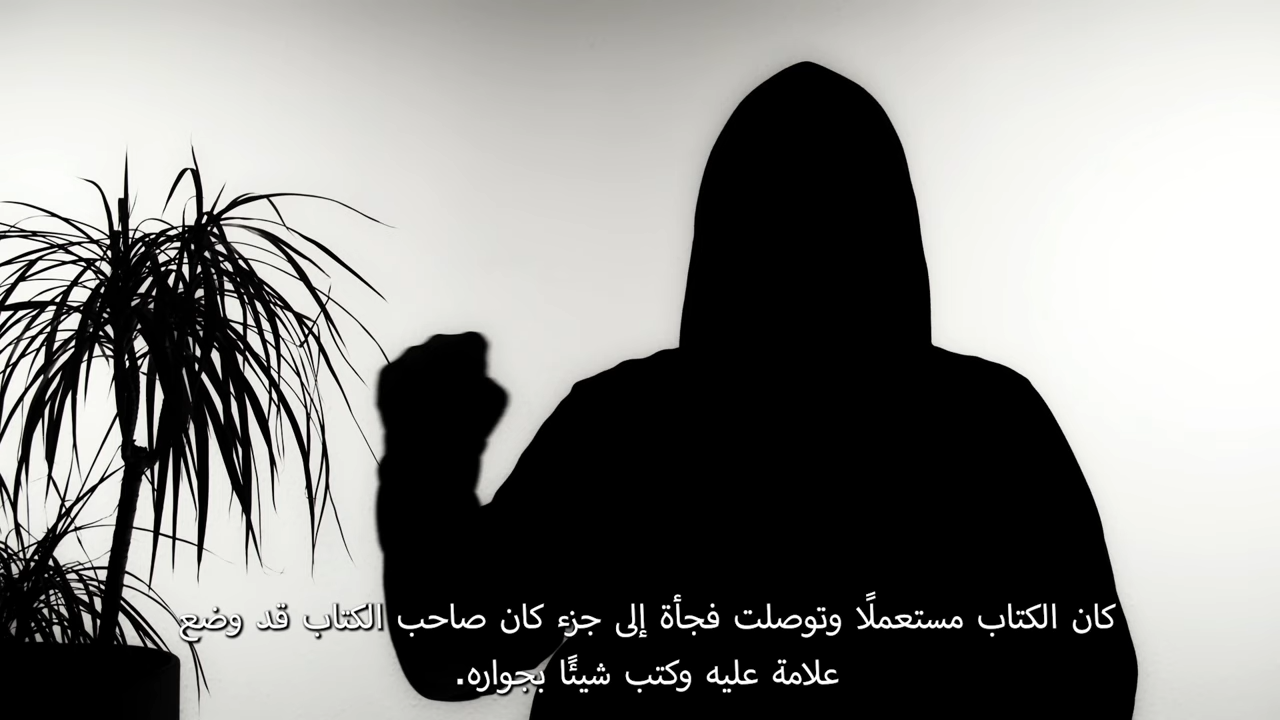 كان الكتاب مستعملًا وتوصلت فجأة إلى جزء كان صاحب الكتاب قد وضع
علامة عليه وكتب شيئًا بجواره.